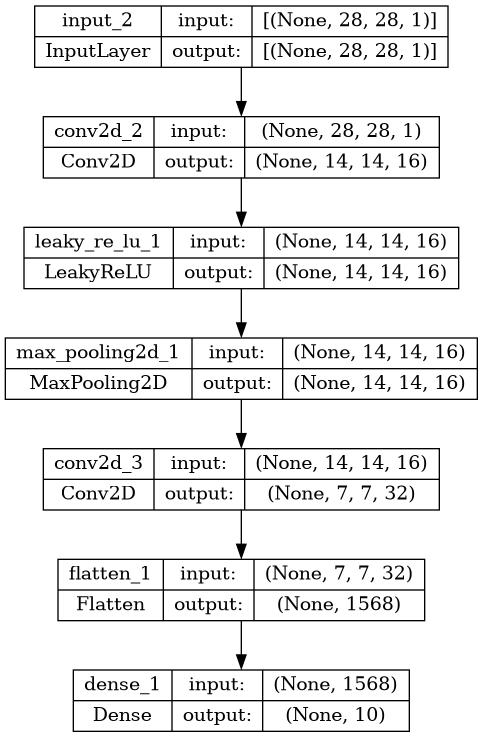 input_2 input: [(None, 28, 28, 1)]
InputLayer output: [(None, 28, 28, 1)]
conv2d_2 input: (None, 28, 28, 1)
Conv2D output: (None, 14, 14, 16)
leaky_re_lu_1 input: (None, 14, 14, 16)
LeakyReLU output: (None, 14, 14, 16)
max_pooling2d_1 input: (None, 14, 14, 16)
MaxPooling2D output: (None, 14, 14, 16)
conv2d_3 input: (None, 14, 14, 16)
Conv2D output: (None, 7, 7, 32)
flatten_1 input: (None, 7, 7, 32)
Flatten output: (None, 1568)
dense_1 input: (None, 1568)
Dense output: (None, 10)